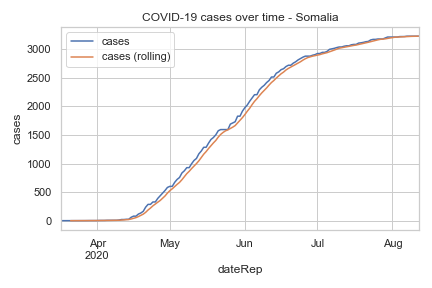 COVID-19 cases over time - Somalia
cases
cases (rolling)
cases
3000
2500
2000
1500
1000
500
0
Apr
2020
May
Jun
Jul
Aug
dateRep